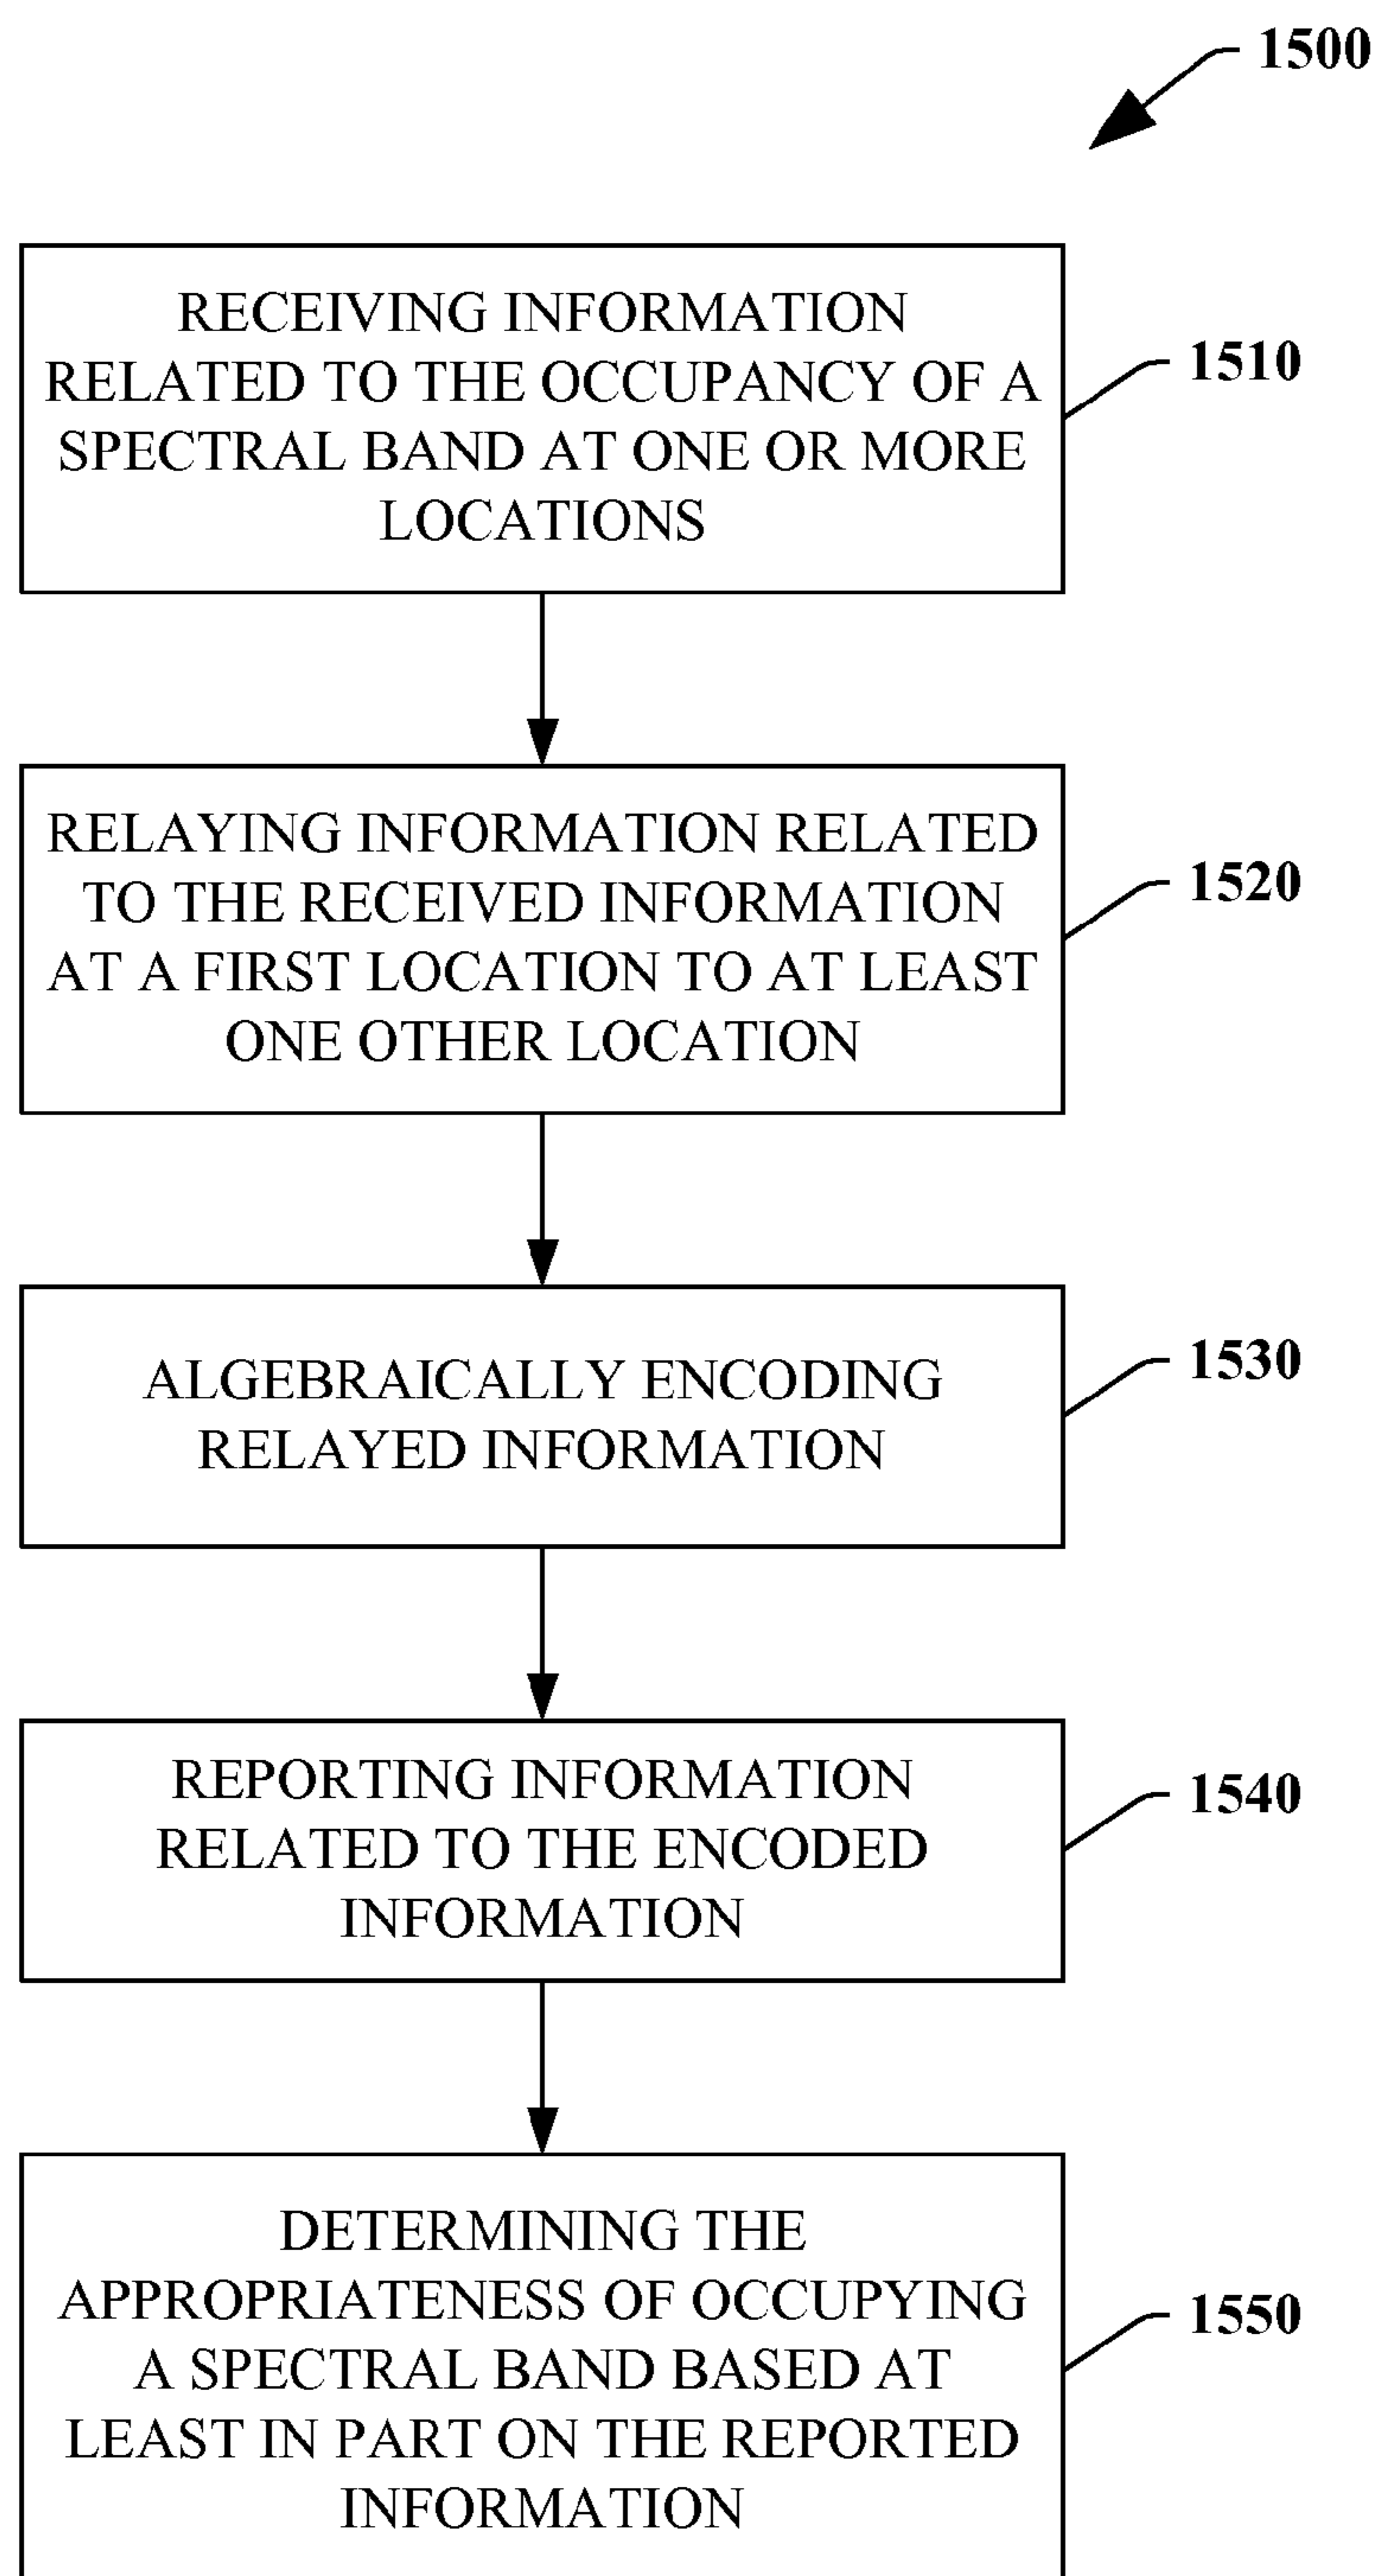 1500
RECEIVING INFORMATION
RELATED TO THE OCCUPANCY OF A
SPECTRAL BAND AT ONE OR MORE
LOCATIONS
1510
RELAYING INFORMATION RELATED
TO THE RECEIVED INFORMATION
AT A FIRST LOCATION TO AT LEAST
ONE OTHER LOCATION
1520
ALGEBRAICALLY ENCODING
RELAYED INFORMATION
1530
REPORTING INFORMATION
RELATED TO THE ENCODED
INFORMATION
1540
DETERMINING THE
APPROPRIATENESS OF OCCUPYING
A SPECTRAL BAND BASED AT
LEAST IN PART ON THE REPORTED
INFORMATION
1550